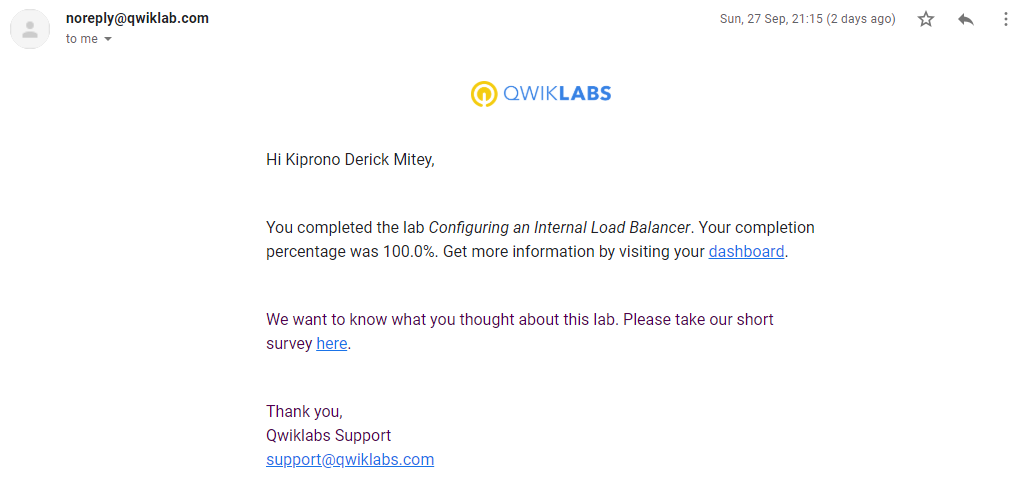 noreply@qwiklab.com
Sun, 27 Sep, 21:15 (2 days ago)
to me
QWIKLABS
Hi Kiprono Derick Mitey,
You completed the lab Configuring an Internal Load Balancer. Your completion
percentage was 100.0%. Get more information by visiting your dashboard.
We want to know what you thought about this lab. Please take our short
survey here.
Thank you,
Qwiklabs Support
support@qwiklabs.com